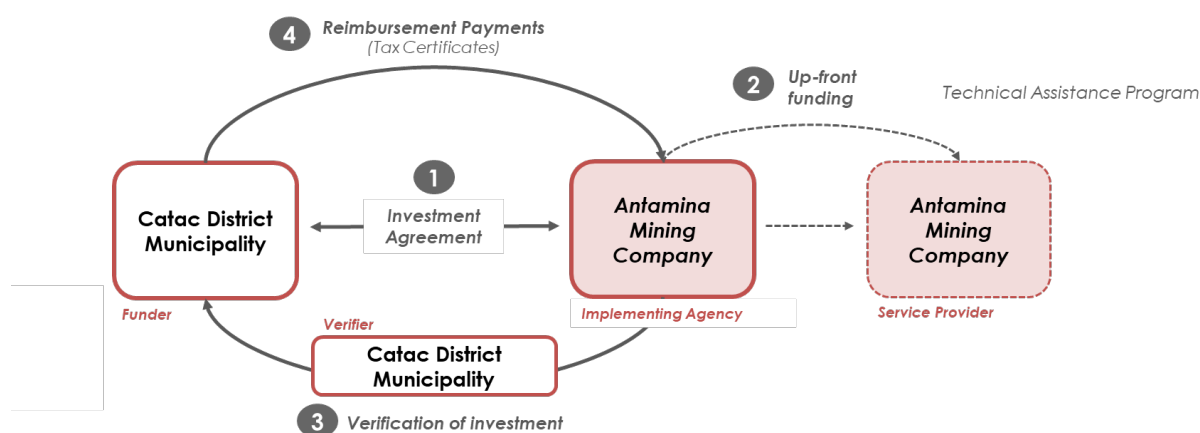 4
Reimbursement Payments
(Tax Certificates)
2
Up-front
funding
Technical Assistance Program
1
Investment
Agreement
Catac District
Municipality
Antamina
Mining
Company
Antamina
Mining
Company
Funder
Implementing Agency
Service Provider
Verifier
Catac District
Municipality
3
Verification of investment